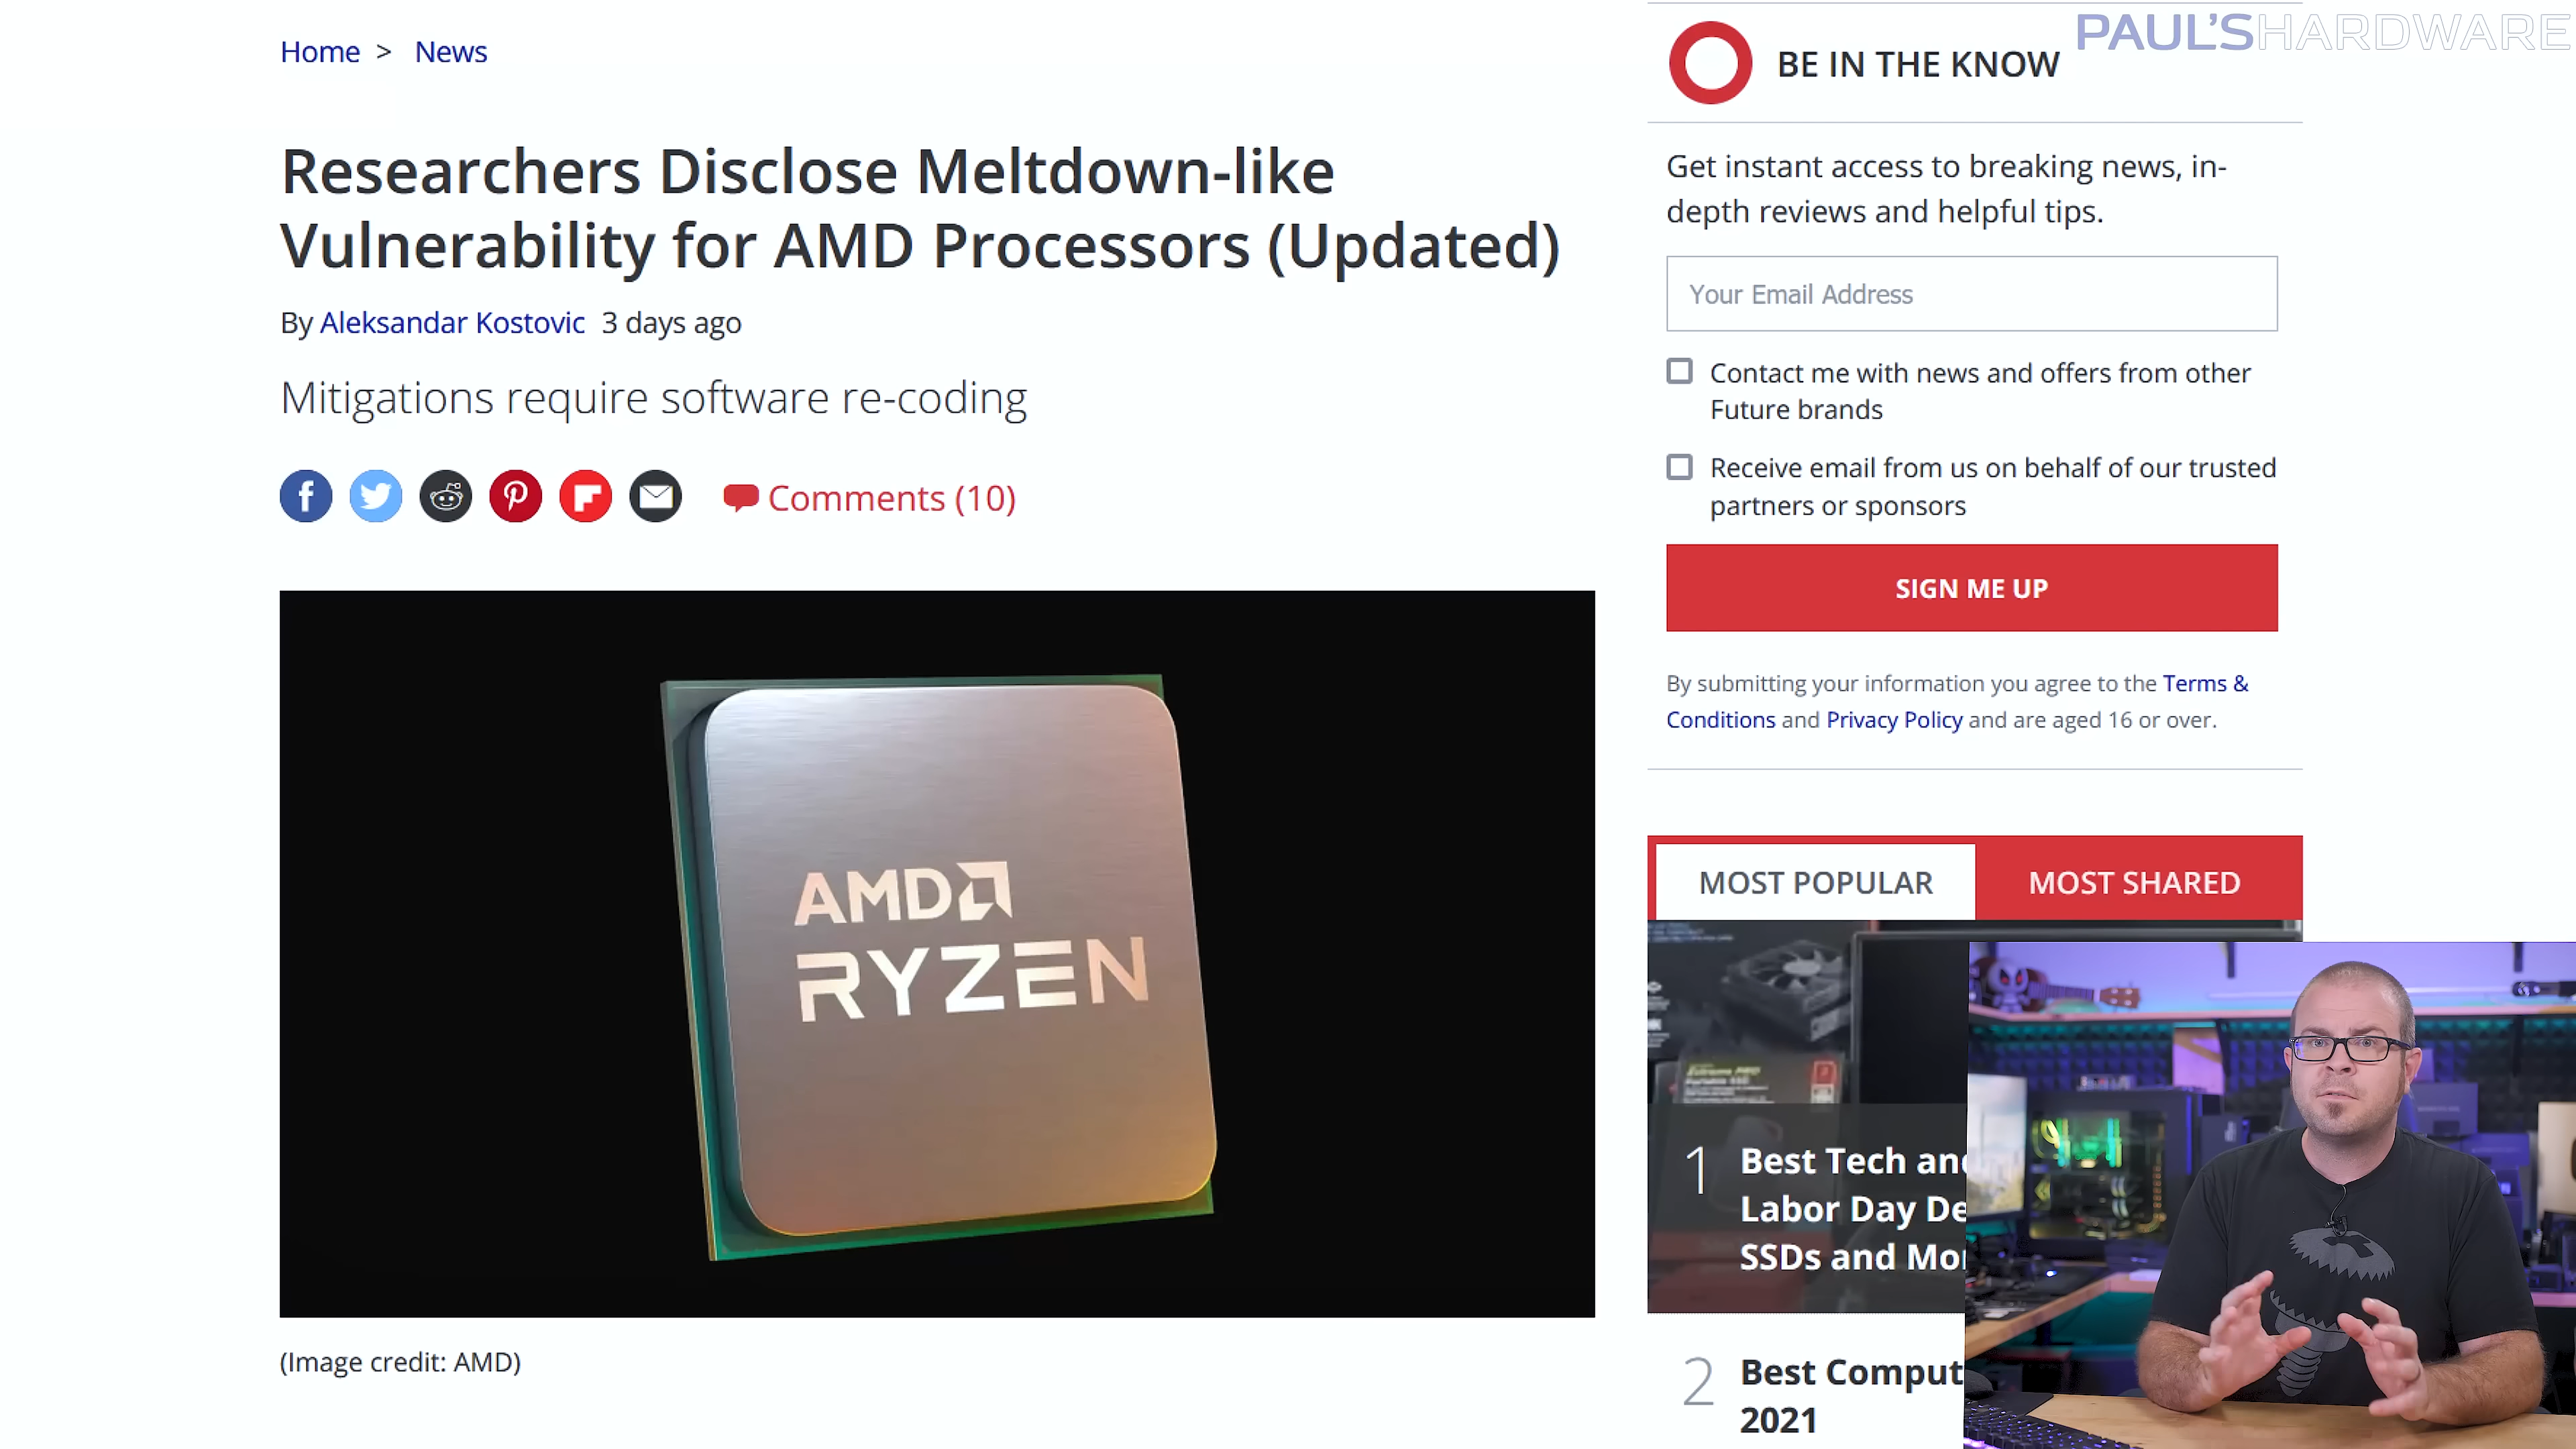 PAUL'SHARDWARE
Home > News
Researchers Disclose Meltdown-like
Vulnerability for AMD Processors (Updated)
By Aleksandar Kostovic 3 days ago
Mitigations require software re-coding
Comments (10)
AMD
RYZEN
(Image credit: AMD)
BE IN THE KNOW
Get instant access to breaking news, in-
depth reviews and helpful tips.
Your Email Address
Contact me with news and offers from other
Future brands
Receive email from us on behalf of our trusted
partners or sponsors
SIGN ME UP
By submitting your information you agree to the Terms &
Conditions and Privacy Policy and are aged 16 or over.
MOST POPULAR
MOST SHARED
1
Best Tech and
Labor Day De
SSDs and Mor
2
Best Comput
2021